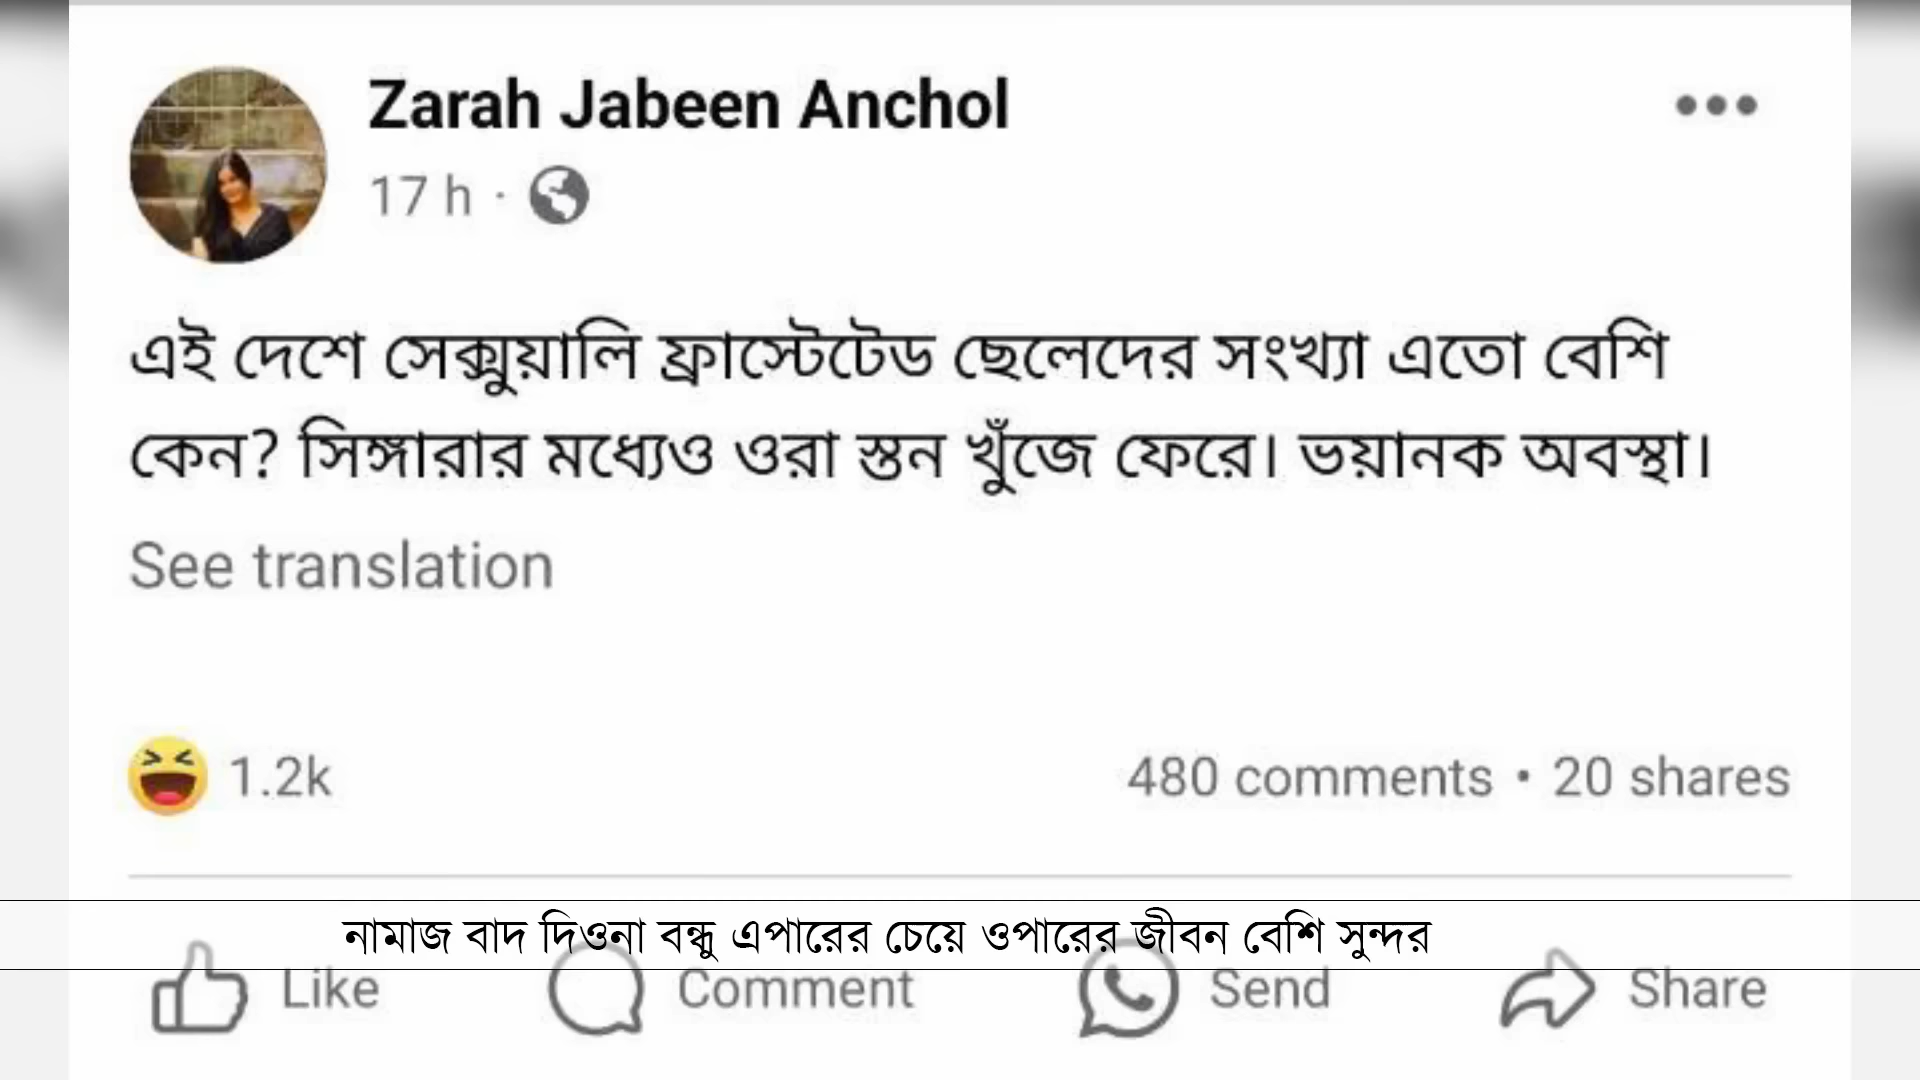 Zarah Jabeen Anchol
17 h ·
এই দেশে সেক্সুয়ালি ফ্রাস্টেটেড ছেলেদের সংখ্যা এতো বেশি
কেন? সিঙ্গারার মধ্যেও ওরা স্তন খুঁজে ফেরে। ভয়ানক অবস্থা।
See translation
1.2k
480 comments • 20 shares
নামাজ বাদ দিওনা বন্ধু এপারের চেয়ে ওপারের জীবন বেশি সুন্দর
Like Comment Send Share